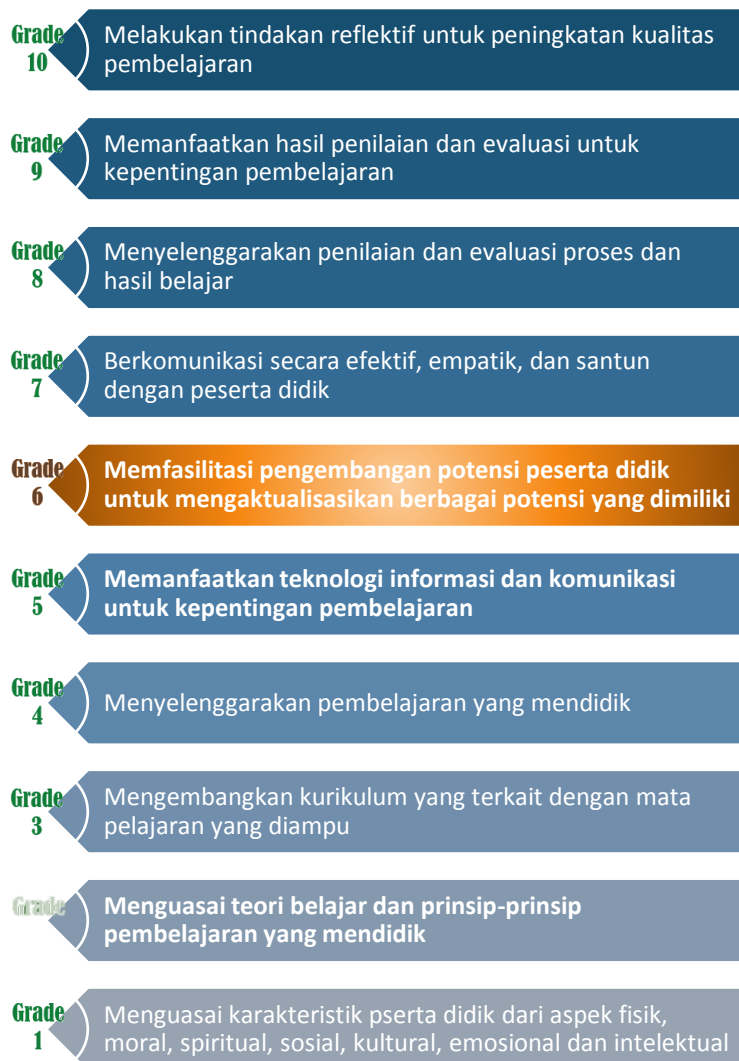 Grade
10
Melakukan tindakan reflektif untuk peningkatan kualitas
pembelajaran
Grade
9
Memanfaatkan hasil penilaian dan evaluasi untuk
kepentingan pembelajaran
Grade
8
Menyelenggarakan penilaian dan evaluasi proses dan
hasil belajar
Grade
7
Berkomunikasi secara efektif, empatik, dan santun
dengan peserta didik
Grade
6
Memfasilitasi pengembangan potensi peserta didik
untuk mengaktualisasikan berbagai potensi yang dimiliki
Grade
5
Memanfaatkan teknologi informasi dan komunikasi
untuk kepentingan pembelajaran
Grade
4
Menyelenggarakan pembelajaran yang mendidik
Grade
3
Mengembangkan kurikulum yang terkait dengan mata
pelajaran yang diampu
Grade
Menguasai teori belajar dan prinsip-prinsip
pembelajaran yang mendidik
Grade
1
Menguasai karakteristik pserta didik dari aspek fisik,
moral, spiritual, sosial, kultural, emosional dan intelektual